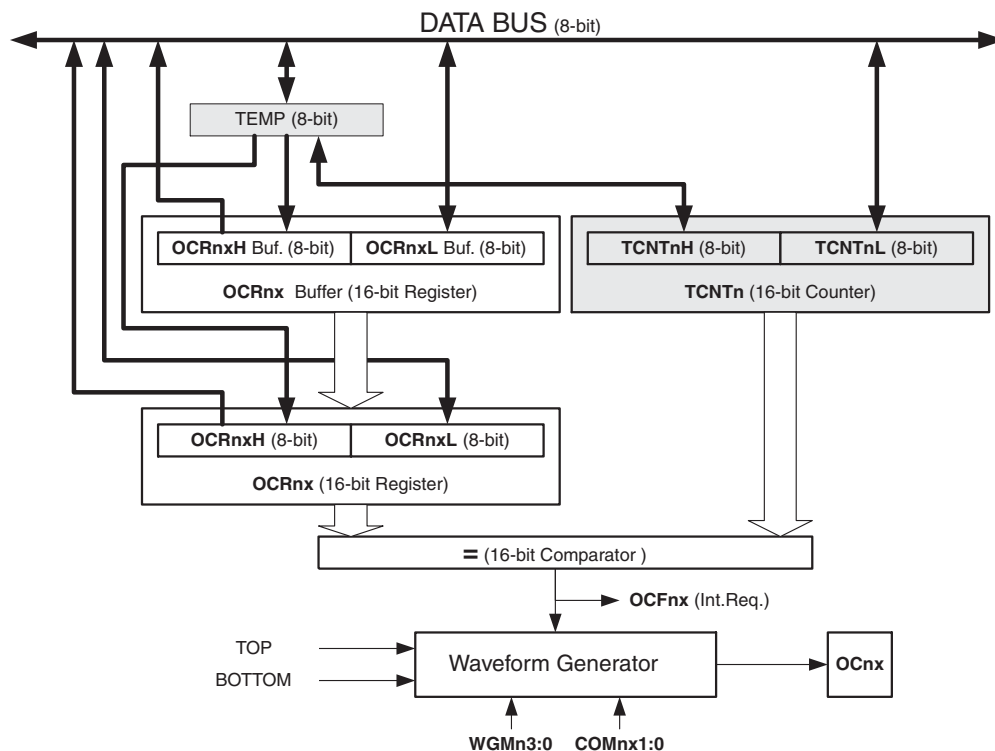 DATA BUS (8-bit)
TEMP (8-bit)
OCRnxH Buf. (8-bit)
OCRnxL Buf. (8-bit)
OCRnx Buffer (16-bit Register)
TCNTnH (8-bit)
TCNTnL (8-bit)
TCNTn (16-bit Counter)
OCRnxH (8-bit)
OCRnxL (8-bit)
OCRnx (16-bit Register)
= (16-bit Comparator )
OCFnx (Int.Req.)
TOP
BOTTOM
Waveform Generator
OCnx
WGMn3:0
COMnx1:0